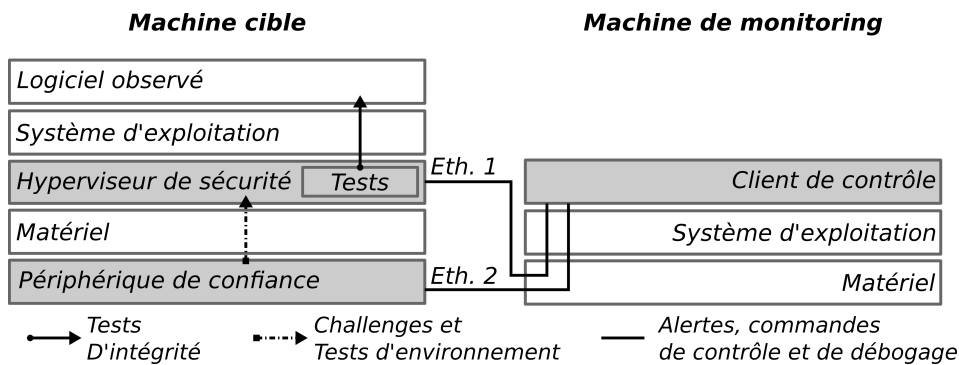 Machine cible
Machine de monitoring
Logiciel observé
Système d'exploitation
Hyperviseur de sécurité
Tests
Eth. 1
Client de contrôle
Matériel
Système d'exploitation
Périphérique de confiance
Eth. 2
Matériel
Tests
D'intégrité
Challenges et
Tests d'environnement
Alertes, commandes
de contrôle et de débogage